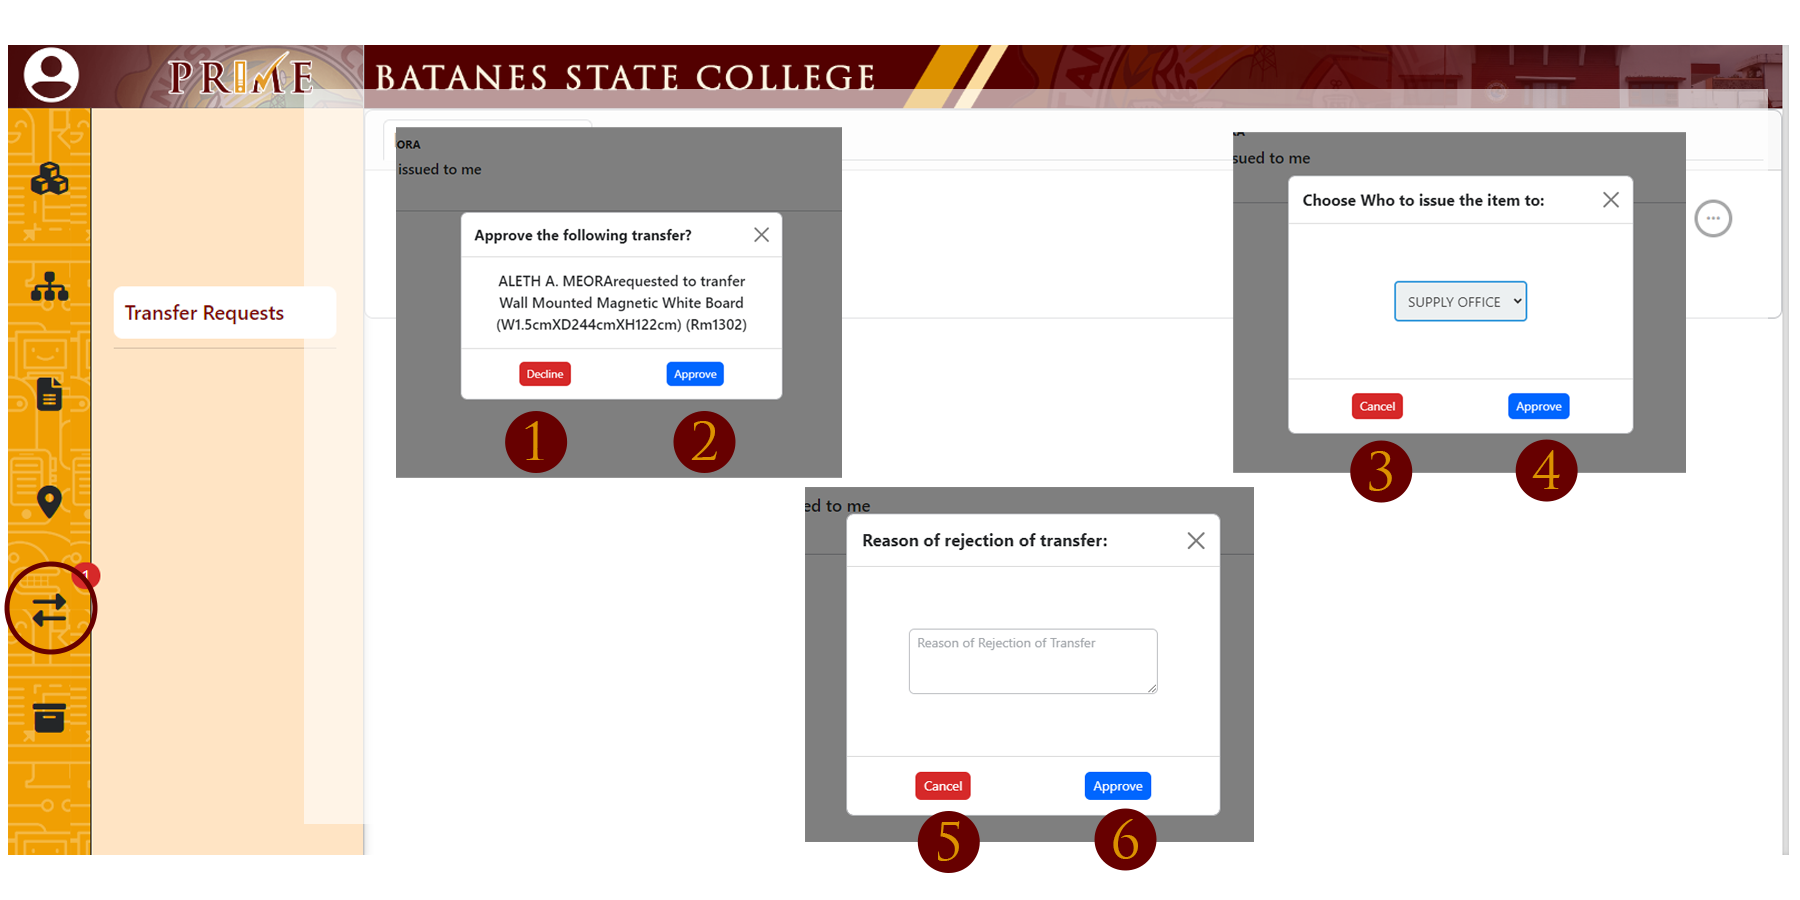 PRIME
BATANES STATE COLLEGE
Transfer Requests
1
ORA
issued to me
Approve the following transfer?
ALETH A. MEORArequested to tranfer
Wall Mounted Magnetic White Board
(W1.5cmXD244cmXH122cm) (Rm1302)
Decline
Approve
1
2
RA
sued to me
Choose Who to issue the item to:
SUPPLY OFFICE
Cancel
Approve
3
4
ed to me
Reason of rejection of transfer:
Reason of Rejection of Transfer
Cancel
Approve
5
6